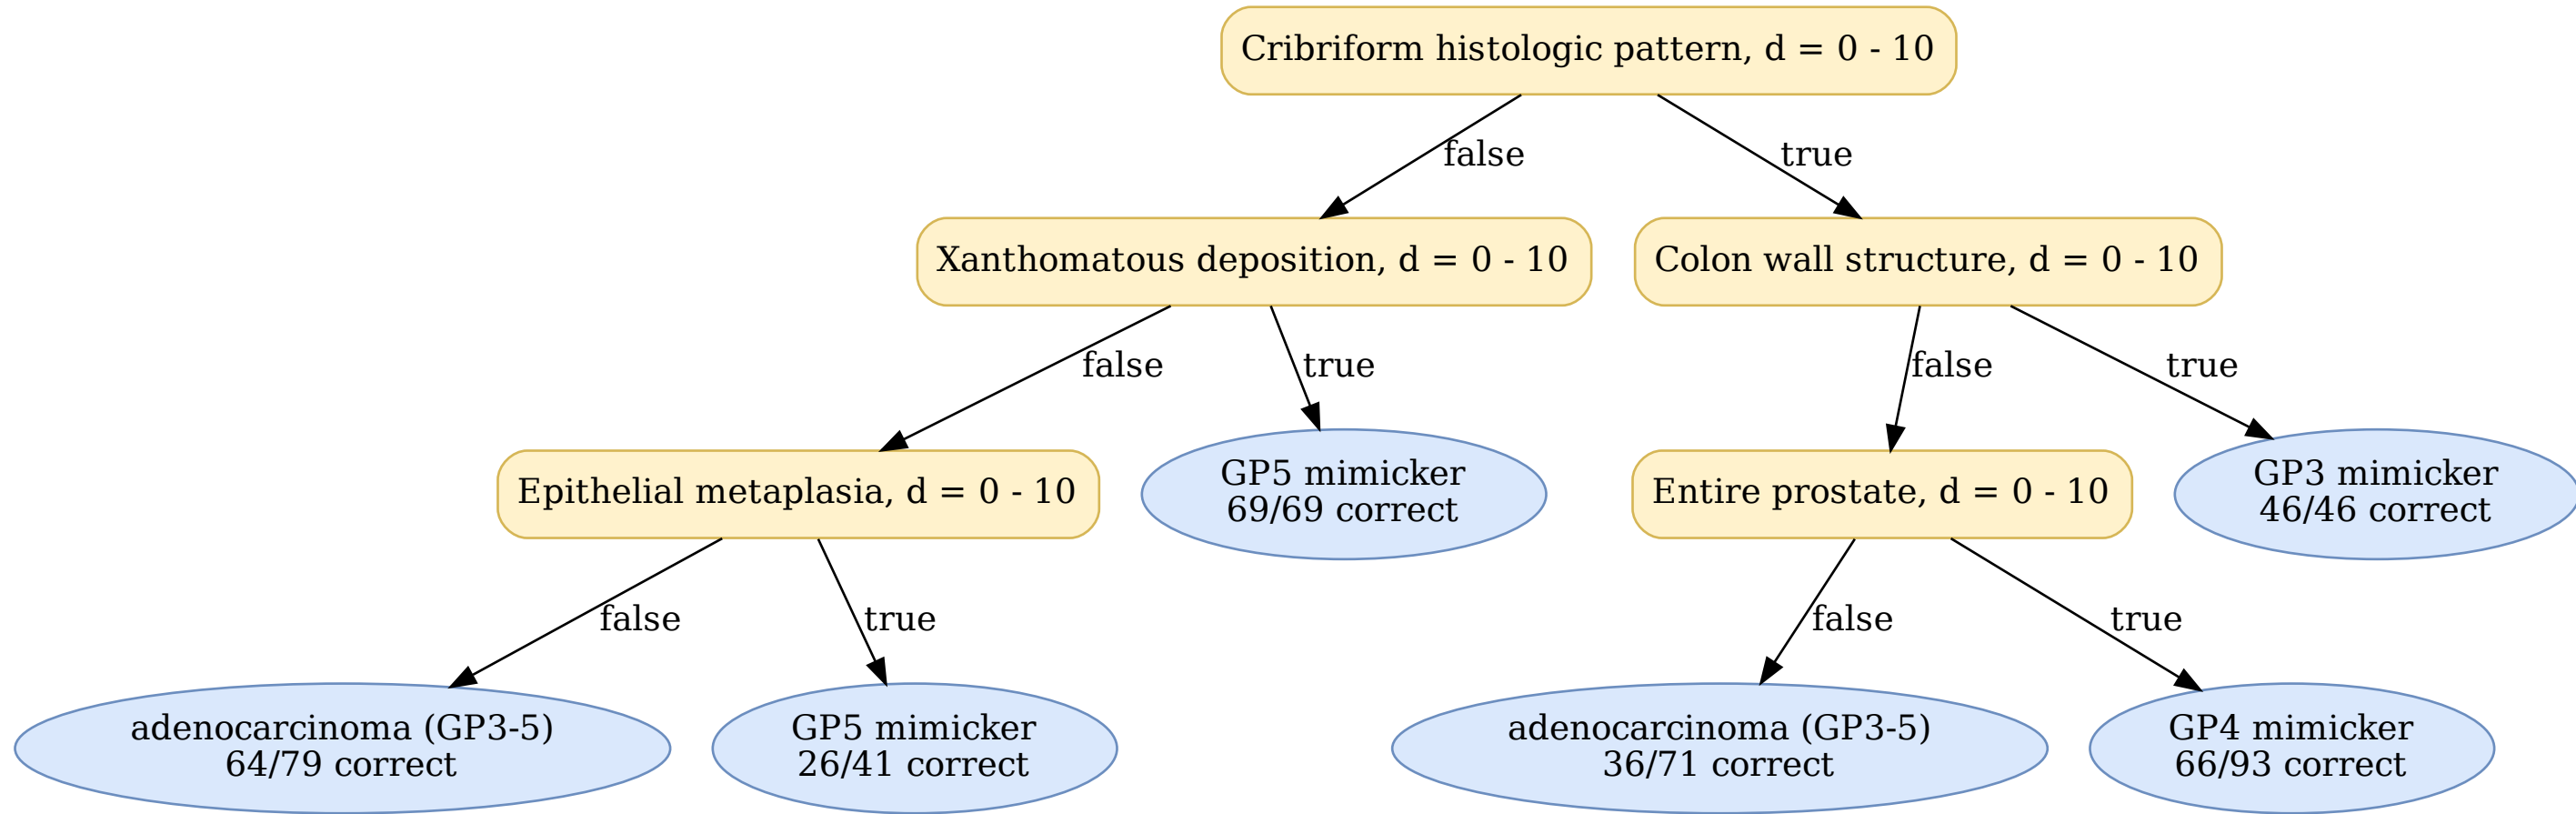 Cribriform histologic pattern, d = 0 - 10
false
true
Xanthomatous deposition, d = 0 - 10
Colon wall structure, d = 0 - 10
false
true
false
true
Epithelial metaplasia, d = 0 - 10
GP5 mimicker
69/69 correct
Entire prostate, d = 0 - 10
GP3 mimicker
46/46 correct
false
true
false
true
adenocarcinoma (GP3-5)
64/79 correct
GP5 mimicker
26/41 correct
adenocarcinoma (GP3-5)
36/71 correct
GP4 mimicker
66/93 correct